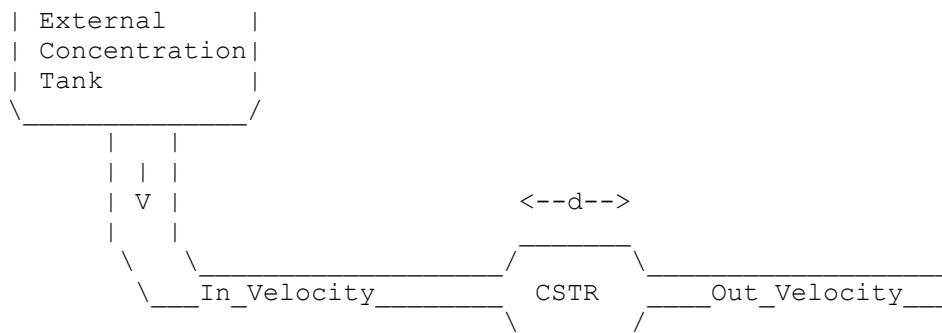 External
Concentration
Tank
V
<--d-->
In_Velocity
CSTR
Out_Velocity